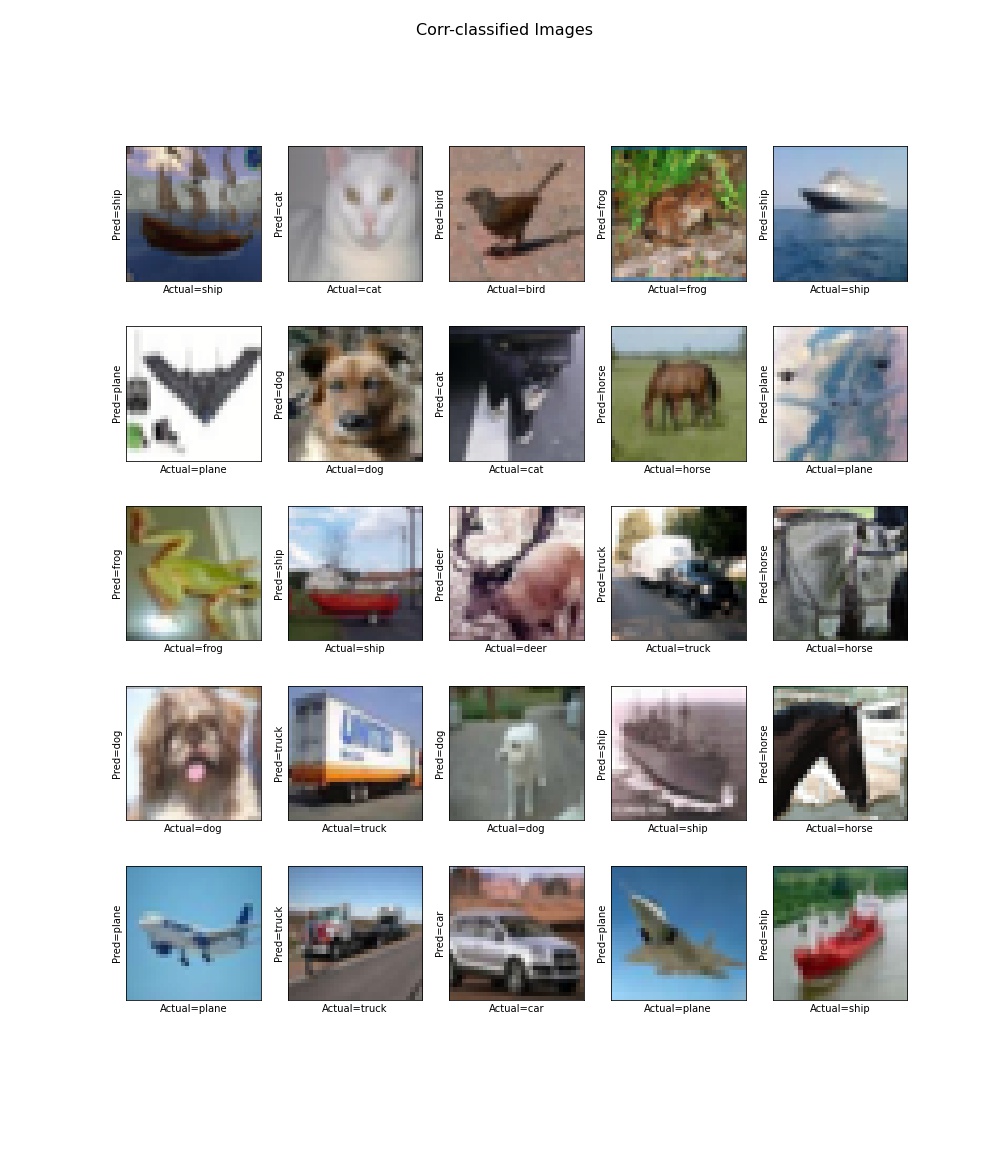 Corr-classified Images
Pred=ship
Actual=ship
Pred=cat
Actual=cat
Pred=bird
Actual=bird
Pred=frog
Actual=frog
Pred=ship
Actual=ship
Pred=plane
Actual=plane
Pred=dog
Actual=dog
Pred=cat
Actual=cat
Pred=horse
Actual=horse
Pred=plane
Actual=plane
Pred=frog
Actual=frog
Pred=ship
Actual=ship
Pred=deer
Actual=deer
Pred=truck
Actual=truck
Pred=horse
Actual=horse
Pred=dog
Actual=dog
Pred=truck
Actual=truck
Pred=dog
Actual=dog
Pred=ship
Actual=ship
Pred=horse
Actual=horse
Pred=plane
Actual=plane
Pred=truck
Actual=truck
Pred=car
Actual=car
Pred=plane
Actual=plane
Pred=ship
Actual=ship